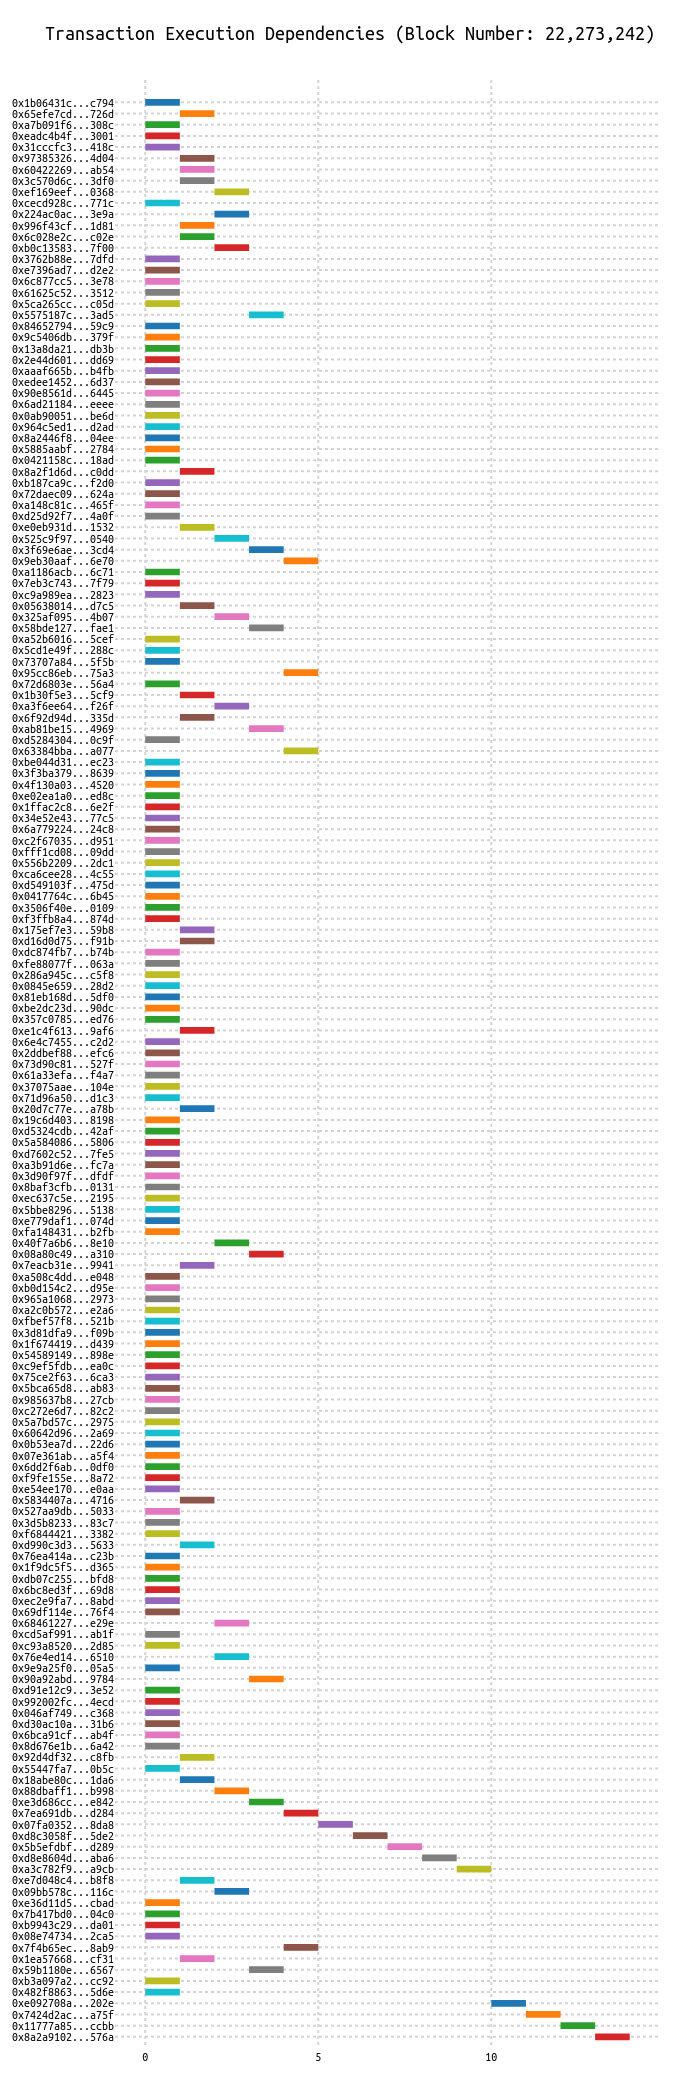 Transaction Execution Dependencies (Block Number: 22,273,242)
0x1b06431c...c794
0x65efe7cd...726d
0xa7b091f6...308c
0xeadc4b4f...3001
0x31cccfc3...418c
0x97385326...4d04
0x60422269...ab54
0x3c570d6c...3df0
0xef169eef...0368
0xcecd928c...771c
0x224ac0ac...3e9a
0x996f43cf...1d81
0x6c028e2c...c02e
0xb0c13583...7f00
0x3762b88e...7dfd
0xe7396ad7...d2e2
0x6c877cc5...3e78
0x61625c52...3512
0x5ca265cc...c05d
0x5575187c...3ad5
0x84652794...59c9
0x9c5406db...379f
0x13a8da21...db3b
0x2e44d601...dd69
0xaaaf665b...b4fb
0xedee1452...6d37
0x90e8561d...6445
0x6ad21184...eeee
0x0ab90051...be6d
0x964c5ed1...d2ad
0x8a2446f8...04ee
0x5885aabf...2784
0x0421158c...18ad
0x8a2f1d6d...c0dd
0xb187ca9c...f2d0
0x72daec09...624a
0xa148c81c...465f
0xd25d92f7...4a0f
0xe0eb931d...1532
0x525c9f97...0540
0x3f69e6ae...3cd4
0x9eb30aaf...6e70
0xa1186acb...6c71
0x7eb3c743...7f79
0xc9a989ea...2823
0x05638014...d7c5
0x325af095...4b07
0x58bde127...fae1
0xa52b6016...5cef
0x5cd1e49f...288c
0x73707a84...5f5b
0x95cc86eb...75a3
0x72d6803e...56a4
0x1b30f5e3...5cf9
0xa3f6ee64...f26f
0x6f92d94d...335d
0xab81be15...4969
0xd5284304...0c9f
0x63384bba...a077
0xbe044d31...ec23
0x3f3ba379...8639
0x4f130a03...4520
0xe02ea1a0...ed8c
0x1ffac2c8...6e2f
0x34e52e43...77c5
0x6a779224...24c8
0xc2f67035...d951
0xfff1cd08...09dd
0x556b2209...2dc1
0xca6cee28...4c55
0xd549103f...475d
0x0417764c...6b45
0x3506f40e...0109
0xf3ffb8a4...874d
0x175ef7e3...59b8
0xd16d0d75...f91b
0xdc874fb7...b74b
0xfe88077f...063a
0x286a945c...c5f8
0x0845e659...28d2
0x81eb168d...5df0
0xbe2dc23d...90dc
0x357c0785...ed76
0xe1c4f613...9af6
0x6e4c7455...c2d2
0x2ddbef88...efc6
0x73d90c81...527f
0x61a33efa...f4a7
0x37075aae...104e
0x71d96a50...d1c3
0x20d7c77e...a78b
0x19c6d403...8198
0xd5324cdb...42af
0x5a584086...5806
0xd7602c52...7fe5
0xa3b91d6e...fc7a
0x3d90f97f...dfdf
0x8baf3cfb...0131
0xec637c5e...2195
0x5bbe8296...5138
0xe779daf1...074d
0xfa148431...b2fb
0x40f7a6b6...8e10
0x08a80c49...a310
0x7eacb31e...9941
0xa508c4dd...e048
0xb0d154c2...d95e
0x965a1068...2973
0xa2c0b572...e2a6
0xfbef57f8...521b
0x3d81dfa9...f09b
0x1f674419...d439
0x54589149...898e
0xc9ef5fdb...ea0c
0x75ce2f63...6ca3
0x5bca65d8...ab83
0x985637b8...27cb
0xc272e6d7...82c2
0x5a7bd57c...2975
0x60642d96...2a69
0x0b53ea7d...22d6
0x07e361ab...a5f4
0x6dd2f6ab...0df0
0xf9fe155e...8a72
0xe54ee170...e0aa
0x5834407a...4716
0x527aa9db...5033
0x3d5b8233...83c7
0xf6844421...3382
0xd990c3d3...5633
0x76ea414a...c23b
0x1f9dc5f5...d365
0xdb07c255...bfd8
0x6bc8ed3f...69d8
0xec2e9fa7...8abd
0x69df114e...76f4
0x68461227...e29e
0xcd5af991...ab1f
0xc93a8520...2d85
0x76e4ed14...6510
0x9e9a25f0...05a5
0x90a92abd...9784
0xd91e12c9...3e52
0x992002fc...4ecd
0x046af749...c368
0xd30ac10a...31b6
0x6bca91cf...ab4f
0x8d676e1b...6a42
0x92d4df32...c8fb
0x55447fa7...0b5c
0x18abe80c...1da6
0x88dbaff1...b998
0xe3d686cc...e842
0x7ea691db...d284
0x07fa0352...8da8
0xd8c3058f...5de2
0x5b5efdbf...d289
0xd8e8604d...aba6
0xa3c782f9...a9cb
0xe7d048c4...b8f8
0x09bb578c...116c
0xe36d11d5...cbad
0x7b417bd0...04c0
0xb9943c29...da01
0x08e74734...2ca5
0x7f4b65ec...8ab9
0x1ea57668...cf31
0x59b1180e...6567
0xb3a097a2...cc92
0x482f8863...5d6e
0xe092708a...202e
0x7424d2ac...a75f
0x11777a85...ccbb
0x8a2a9102...576a
0 5 10